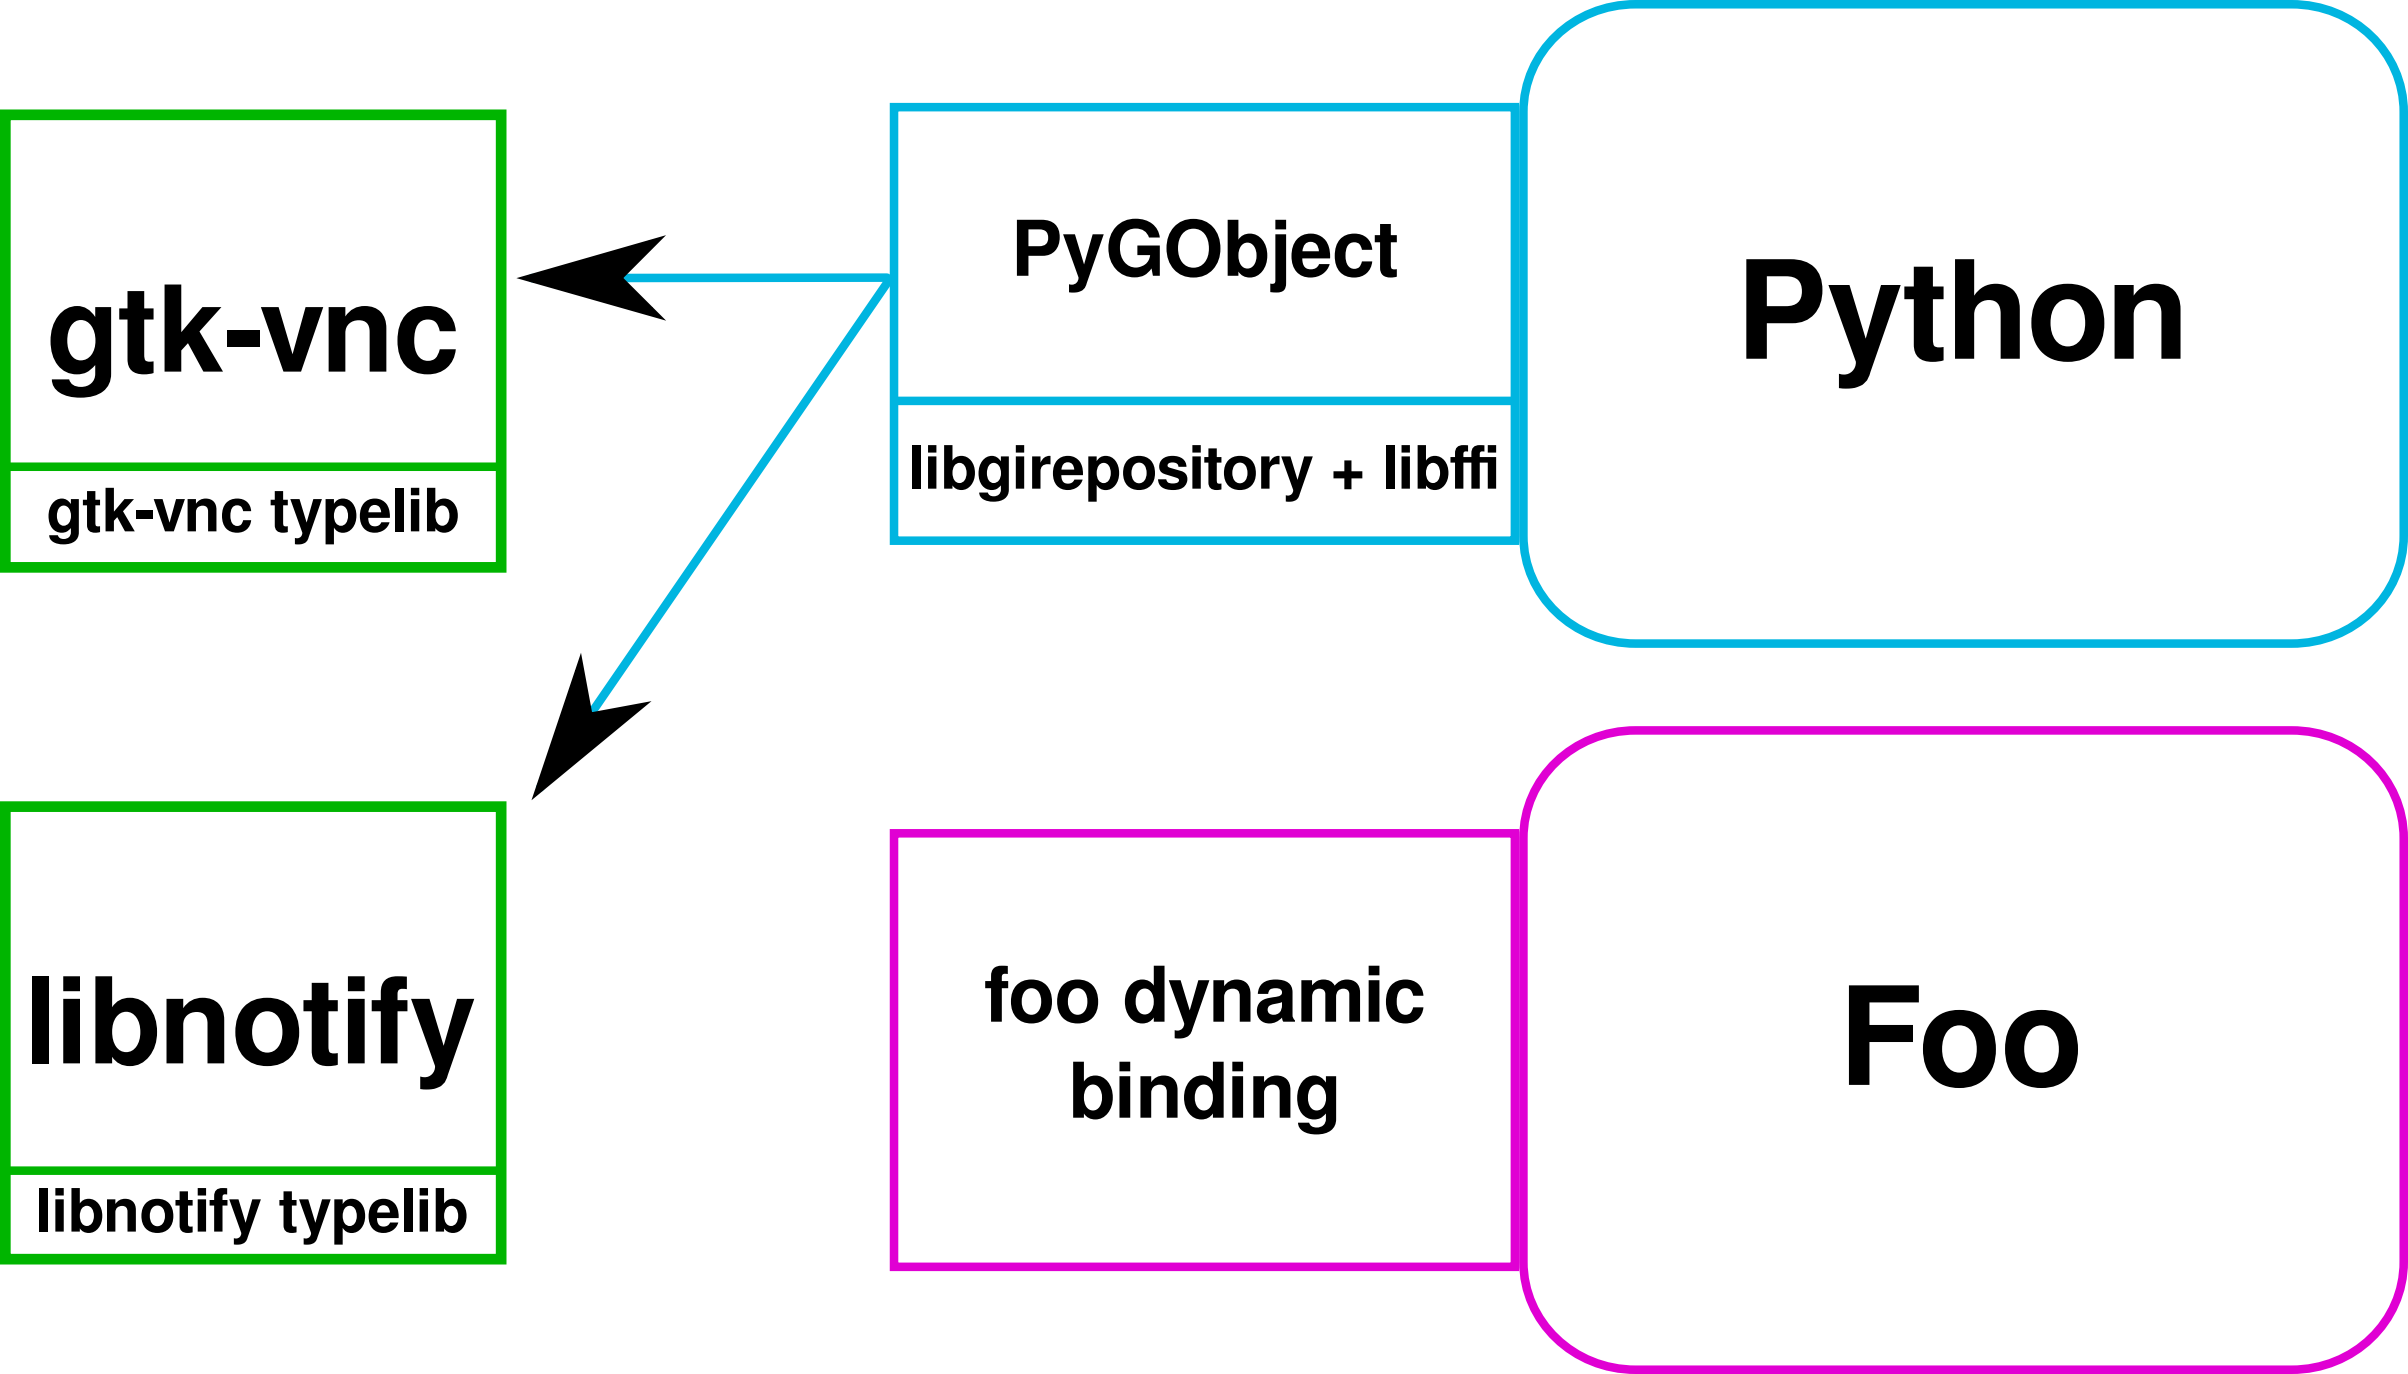 gtk-vnc
gtk-vnc typelib
PyGObject
libgirepository + libffi
Python
libnotify
libnotify typelib
foo dynamic
binding
Foo